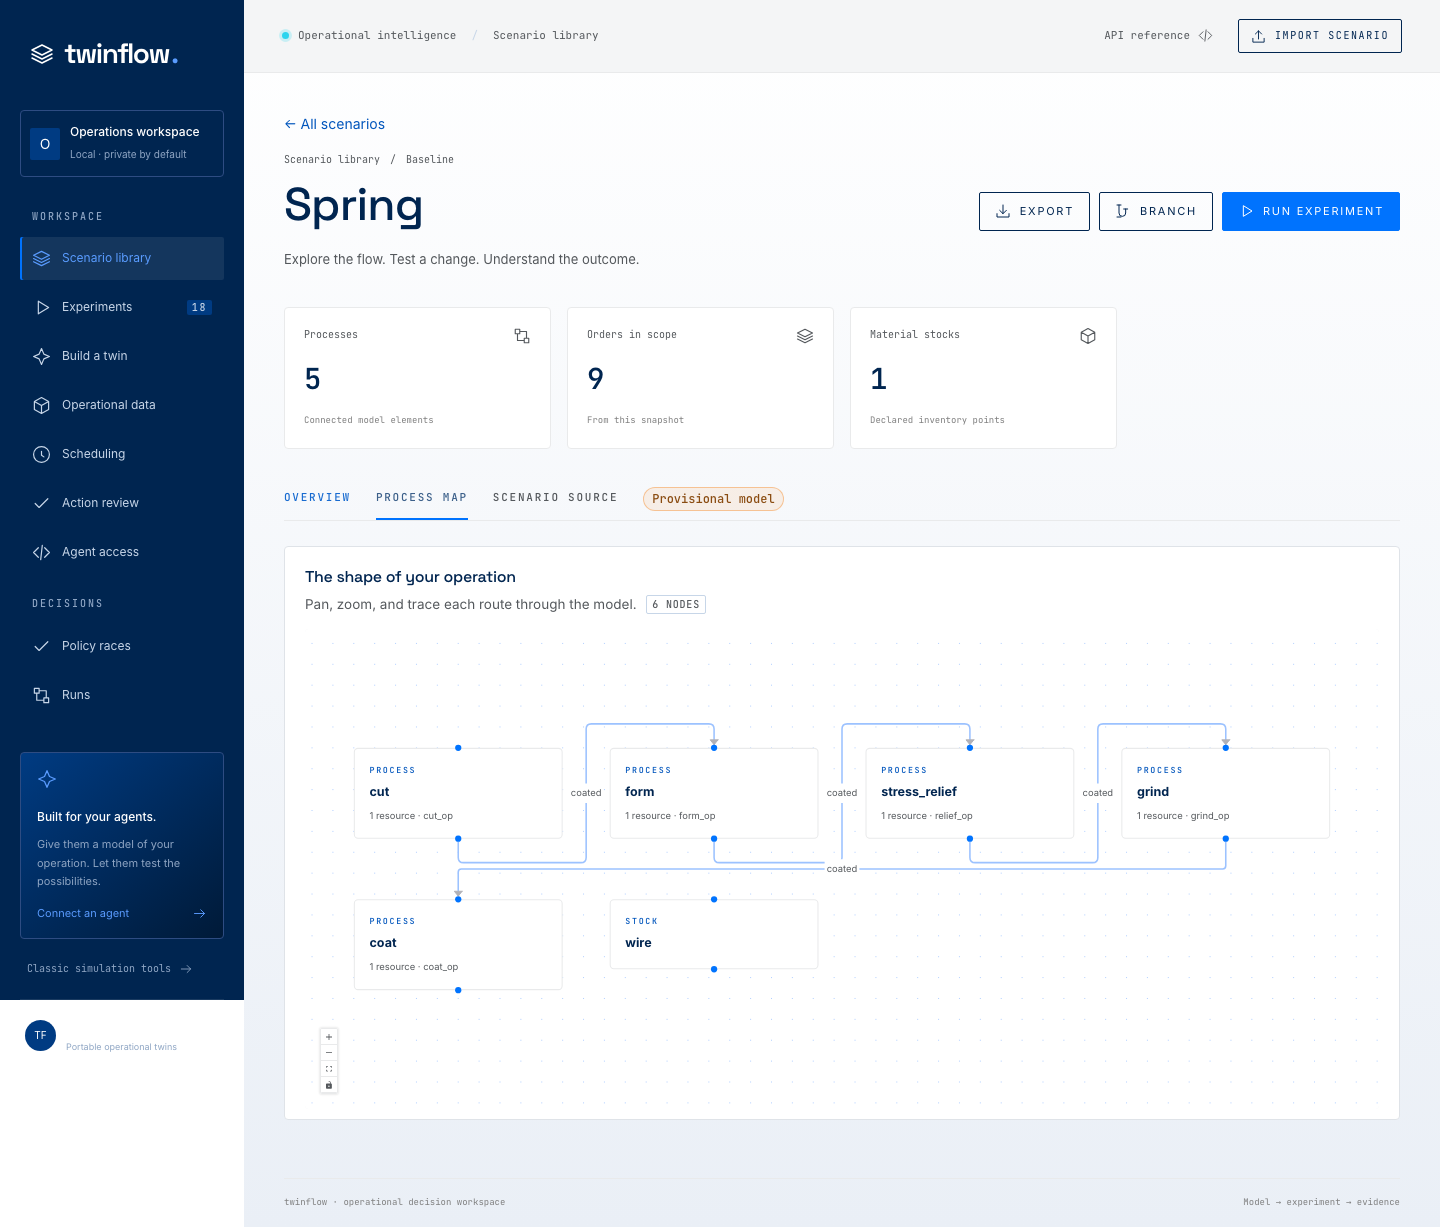 twinflow.
Operational intelligence / Scenario library
API reference
IMPORT SCENARIO
O
Operations workspace
Local · private by default
WORKSPACE
Scenario library
Experiments 18
Build a twin
Operational data
Scheduling
Action review
Agent access
DECISIONS
Policy races
Runs
Built for your agents.
Give them a model of your
operation. Let them test the
possibilities.
Connect an agent →
Classic simulation tools →
TF
Portable operational twins
← All scenarios
Scenario library / Baseline
Spring
EXPORT
BRANCH
RUN EXPERIMENT
Explore the flow. Test a change. Understand the outcome.
Processes
5
Connected model elements
Orders in scope
9
From this snapshot
Material stocks
1
Declared inventory points
OVERVIEW PROCESS MAP SCENARIO SOURCE Provisional model
The shape of your operation
Pan, zoom, and trace each route through the model. 6 NODES
PROCESS
cut
1 resource · cut_op
coated
PROCESS
form
1 resource · form_op
coated
PROCESS
stress_relief
1 resource · relief_op
coated
PROCESS
grind
1 resource · grind_op
coated
PROCESS
coat
1 resource · coat_op
STOCK
wire
twinflow · operational decision workspace
Model → experiment → evidence